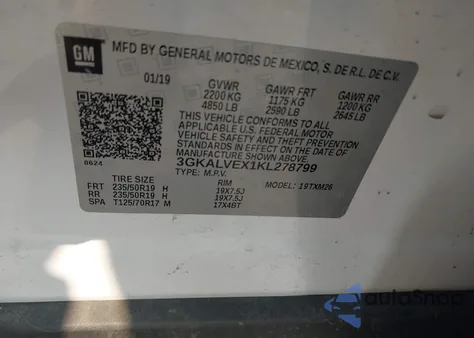 GM
MFD BY GENERAL MOTORS DE MEXICO, S. DE R.L. DE C.V.
01/19 GVWR GAWR FRT GAWR RR
2200 KG 1175 KG 1200 KG
4850 LB 2590 LB 2645 LB
THIS VEHICLE CONFORMS TO ALL
APPLICABLE U.S. FEDERAL MOTOR
VEHICLE SAFETY AND THEFT PREVENTION
STANDARDS IN EFFECT ON THE DATE OF
MANUFACTURE SHOWN ABOVE.
8624 3GKALVEX1KL278799
TYPE: M.P.V. MODEL: 19TXM26
TIRE SIZE RIM
FRT 235/50R19 H 19X7.5J
RR 235/50R19 H 19X7.5J
SPA T125/70R17 M 17X4BT
autoSnap